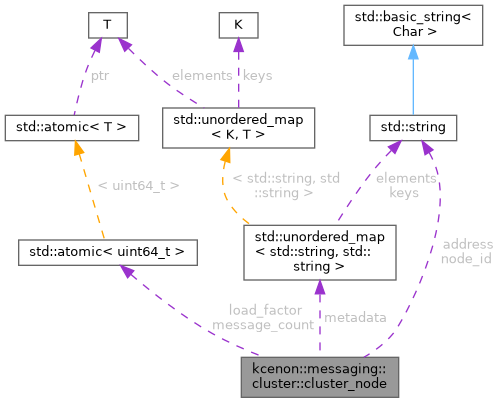 std::basic_string<
Char >
T
K
ptr
elements
keys
std::atomic< T >
std::unordered_map
< K, T >
std::string
< uint64_t >
< std::string, std
::string >
elements
keys
std::atomic< uint64_t >
std::unordered_map
< std::string, std::
string >
address
node_id
load_factor
message_count
metadata
kcenon::messaging::
cluster::cluster_node